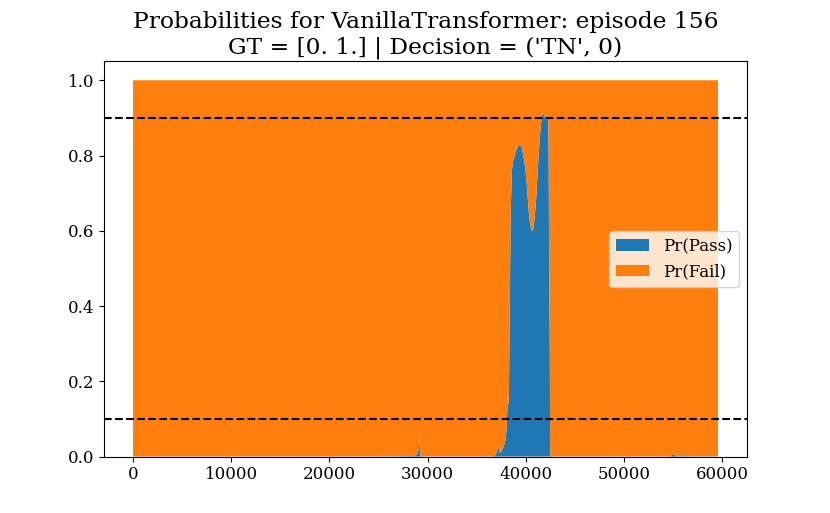 Probabilities for VanillaTransformer: episode 156
GT = [0. 1.] | Decision = ('TN', 0)
1.0
0.8
0.6
0.4
0.2
0.0
Pr(Pass)
Pr(Fail)
0 10000 20000 30000 40000 50000 60000